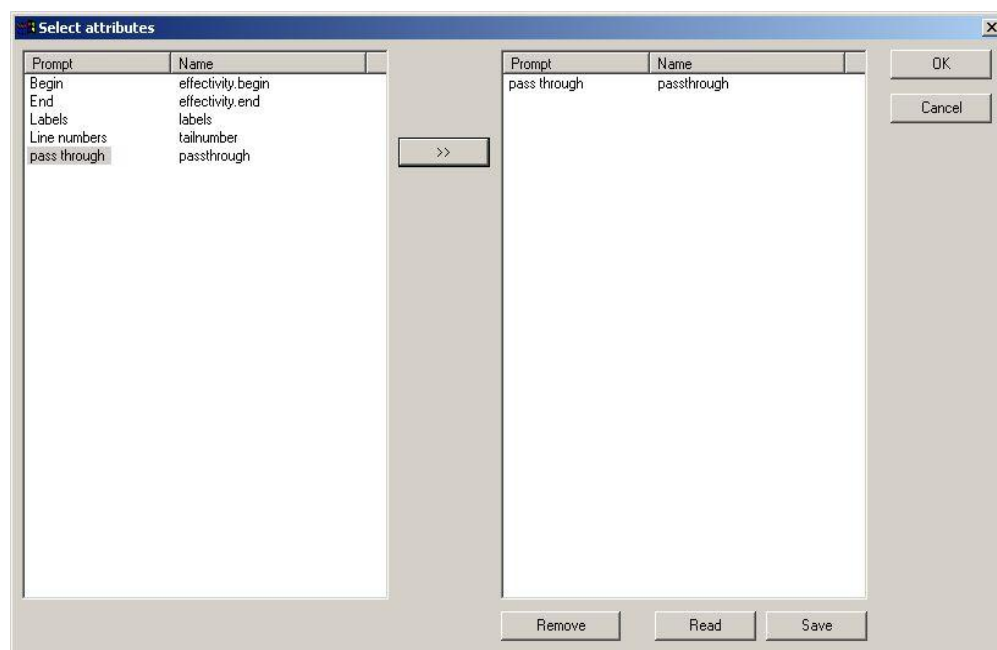 Select attributes
Prompt Name
Begin effectivity.begin
End effectivity.end
Labels labels
Line numbers tailnumber
pass through passthrough
>>
Prompt Name
pass through passthrough
OK
Cancel
Remove Read Save